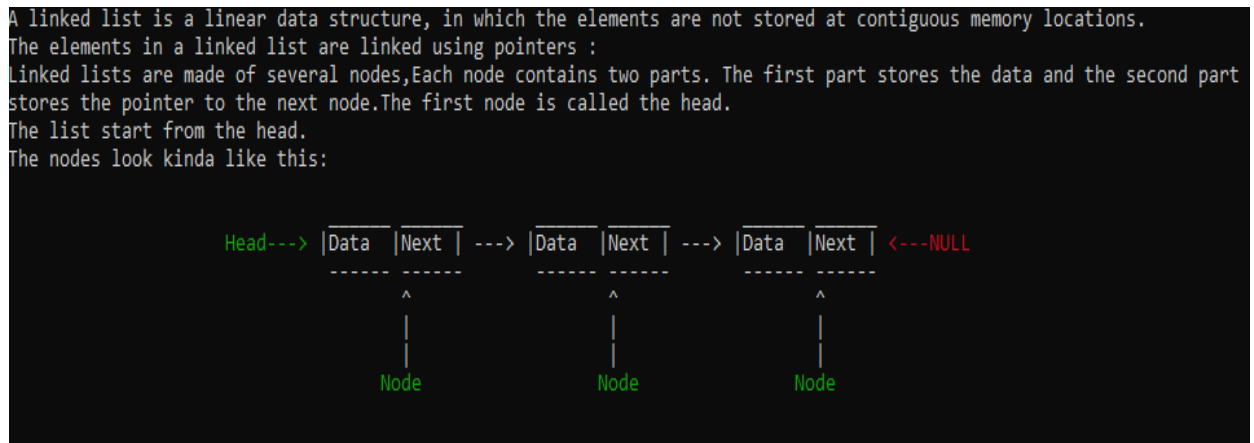 A linked list is a linear data structure, in which the elements are not stored at contiguous memory locations.
The elements in a linked list are linked using pointers :
Linked lists are made of several nodes,Each node contains two parts. The first part stores the data and the second part
stores the pointer to the next node.The first node is called the head.
The list start from the head.
The nodes look kinda like this:
Head---> |Data |Next | ---> |Data |Next | ---> |Data |Next | <---NULL
Node Node Node